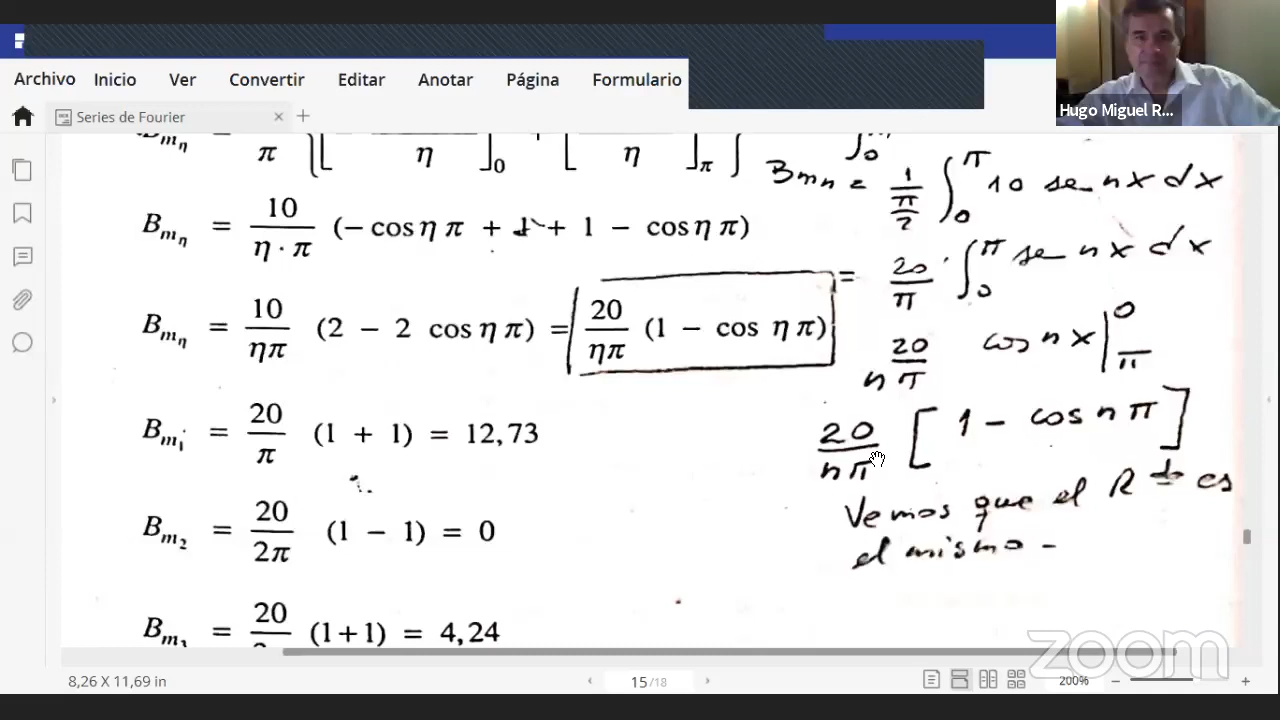 Hugo Miguel R...
Archivo Inicio Ver Convertir Editar Anotar Página Formulario
Series de Fourier × +
π η ]0 η ]π
Bmη = 10/(η · π) (− cos η π + 1 + 1 − cos η π)
Bmη = 10/(ηπ) (2 − 2 cos η π) = 20/(ηπ) (1 − cos η π)
Bm1 = 20/π (1 + 1) = 12,73
Bm2 = 20/2π (1 − 1) = 0
Bm3 = 20 (1+1) = 4,24
Bmn = 1/(π/2) ∫0^π 10 sen nx dx
= 20/π · ∫0^π sen nx dx
20/nπ cos nx |π^0
20/nπ [1 − cos nπ]
Vemos que el Rdo es
el mismo -
zoom
8,26 x 11,69 in ‹ 15/18 › 200% − +